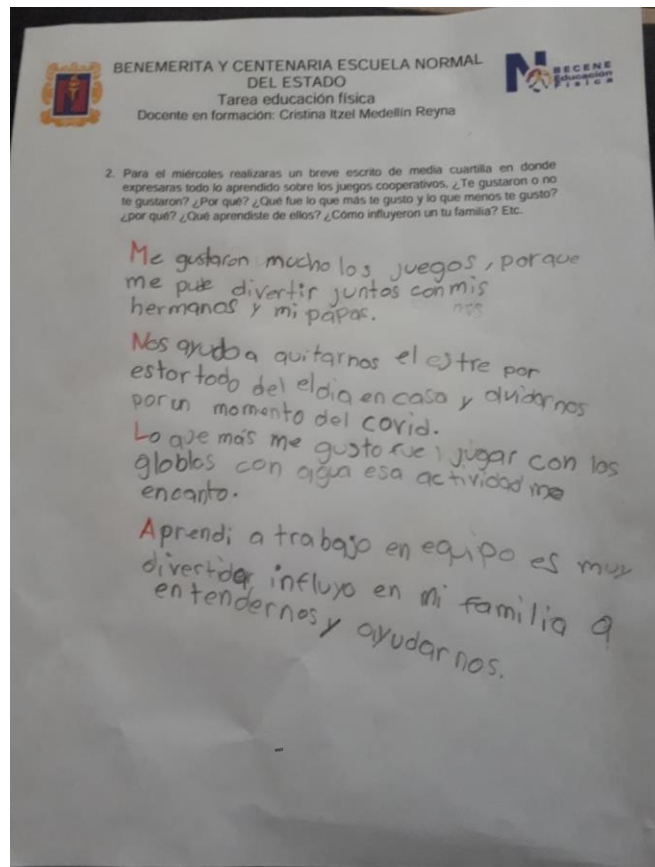 BENEMERITA Y CENTENARIA ESCUELA NORMAL
DEL ESTADO
Tarea educación física
Docente en formación: Cristina Itzel Medellín Reyna
BECENE
Educación
Física
2. Para el miércoles realizaras un breve escrito de media cuartilla en donde
expresaras todo lo aprendido sobre los juegos cooperativos. ¿Te gustaron o no
te gustaron? ¿Por qué? ¿Qué fue lo que más te gusto y lo que menos te gusto?
¿por qué? ¿Qué aprendiste de ellos? ¿Cómo influyeron un tu familia? Etc.
Me gustaron mucho los juegos, porque
me pude divertir juntos con mis
hermanos y mi papas.
Nos ayudo a quitarnos el estre por
estor todo del el dia en casa y olvidarnos
por un momento del covid.
Lo que más me gusto fue jugar con los
globlos con agua esa actividad me
encanto.
Aprendi a trabajo en equipo es muy
divertido, influyo en mi familia a
entendernos y ayudarnos.